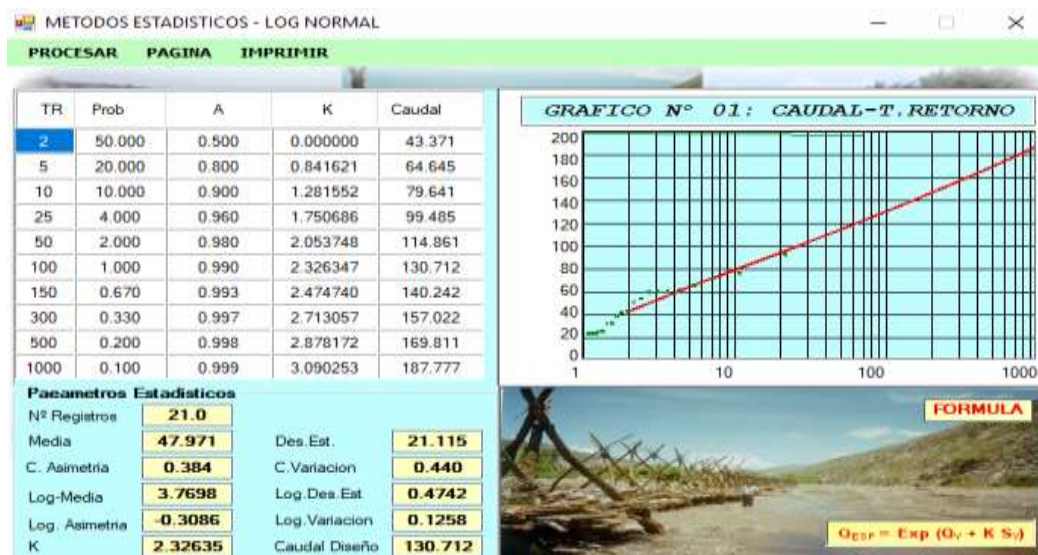 METODOS ESTADISTICOS - LOG NORMAL
PROCESAR PAGINA IMPRIMIR
TR Prob A K Caudal
2 50.000 0.500 0.000000 43.371
5 20.000 0.800 0.841621 64.645
10 10.000 0.900 1.281552 79.641
25 4.000 0.960 1.750686 99.485
50 2.000 0.980 2.053748 114.861
100 1.000 0.990 2.326347 130.712
150 0.670 0.993 2.474740 140.242
300 0.330 0.997 2.713057 157.022
500 0.200 0.998 2.878172 169.811
1000 0.100 0.999 3.090253 187.777
GRAFICO Nº 01: CAUDAL-T.RETORNO
200
180
160
140
120
100
80
60
40
20
0
1 10 100 1000
Paeametros Estadisticos
Nº Registros 21.0
Media 47.971 Des.Est. 21.115
C. Asimetria 0.384 C.Variacion 0.440
Log-Media 3.7698 Log.Des.Est 0.4742
Log. Asimetria -0.3086 Log.Variacion 0.1258
K 2.32635 Caudal Diseño 130.712
FORMULA
Q_ESP = Exp (Q_Y + K S_Y)